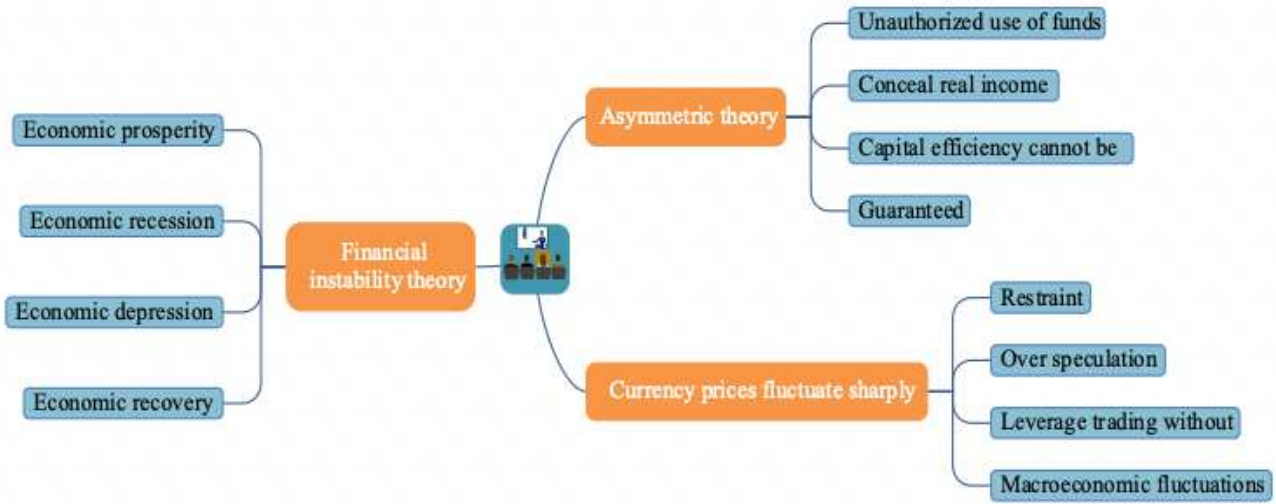 Economic prosperity
Economic recession
Economic depression
Economic recovery
Financial
instability theory
Asymmetric theory
Unauthorized use of funds
Conceal real income
Capital efficiency cannot be
Guaranteed
Currency prices fluctuate sharply
Restraint
Over speculation
Leverage trading without
Macroeconomic fluctuations